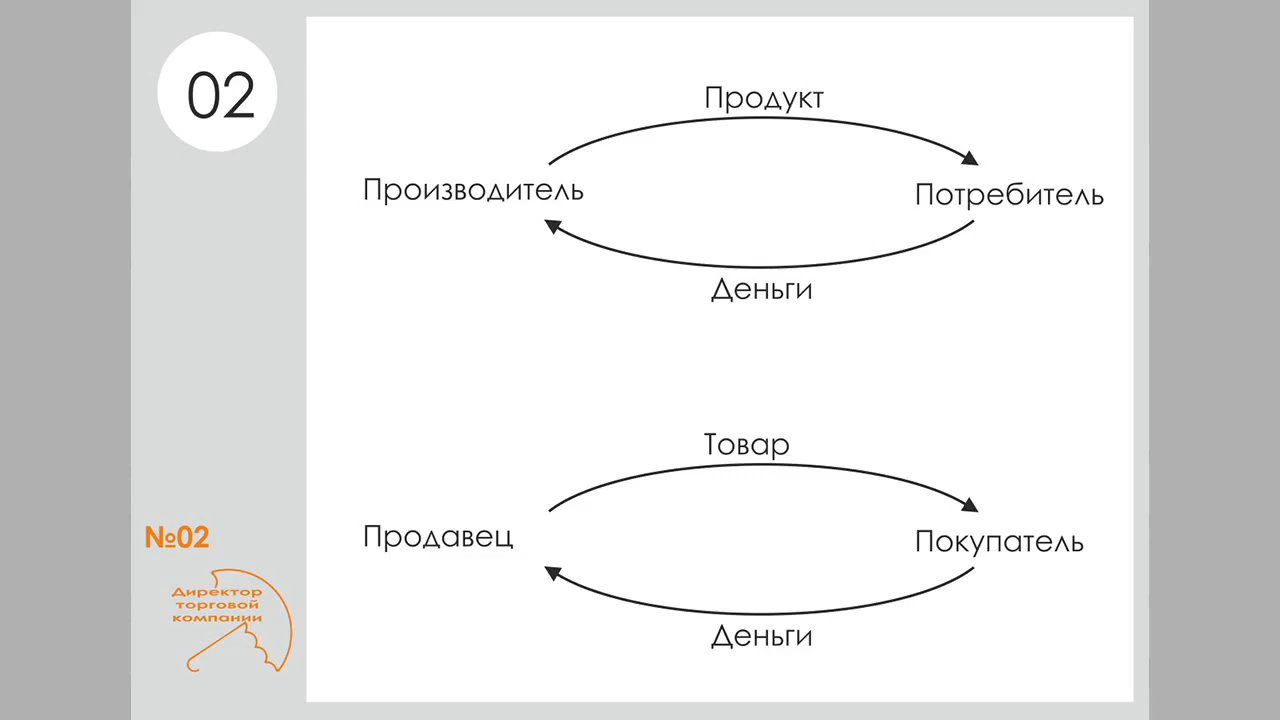 02
Продукт
Производитель
Потребитель
Деньги
Товар
Продавец
Покупатель
Деньги
№02
Директор
торговой
компании